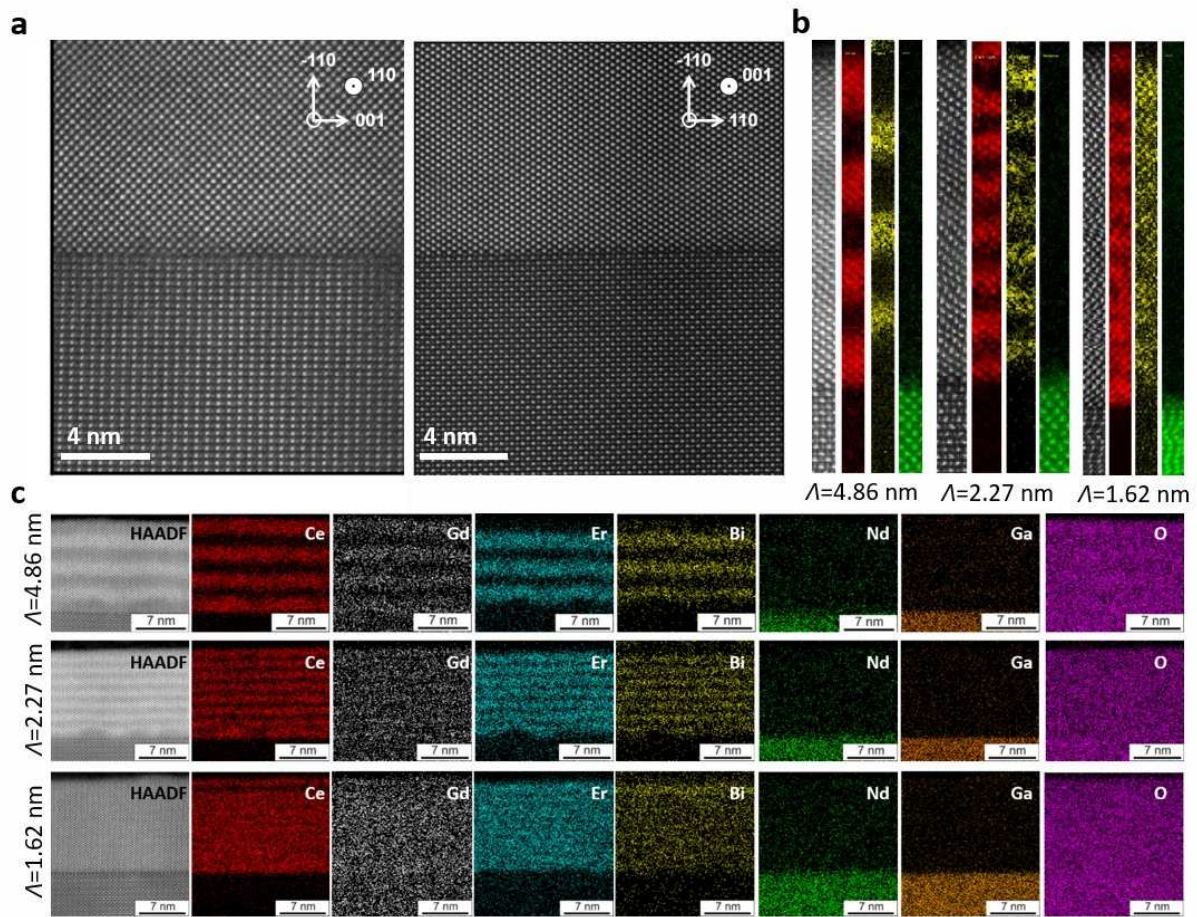 a
-110
110
001
4 nm
-110
001
110
4 nm
b
Λ=4.86 nm
Λ=2.27 nm
Λ=1.62 nm
c
Λ=4.86 nm
HAADF
7 nm
Ce
7 nm
Gd
7 nm
Er
7 nm
Bi
7 nm
Nd
7 nm
Ga
7 nm
O
7 nm
Λ=2.27 nm
HAADF
7 nm
Ce
7 nm
Gd
7 nm
Er
7 nm
Bi
7 nm
Nd
7 nm
Ga
7 nm
O
7 nm
Λ=1.62 nm
HAADF
7 nm
Ce
7 nm
Gd
7 nm
Er
7 nm
Bi
7 nm
Nd
7 nm
Ga
7 nm
O
7 nm